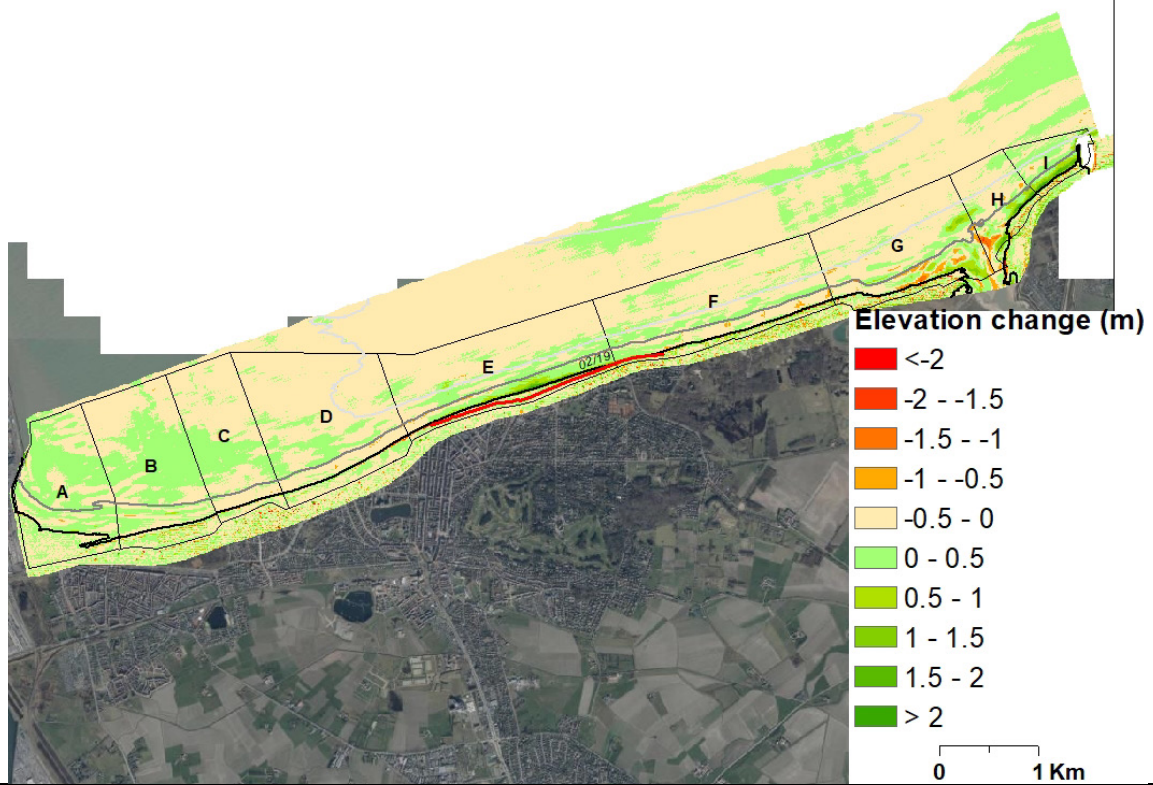 I
H
G
F
02/19
E
D
C
B
A
Elevation change (m)
<-2
-2 - -1.5
-1.5 - -1
-1 - -0.5
-0.5 - 0
0 - 0.5
0.5 - 1
1 - 1.5
1.5 - 2
> 2
0 1 Km